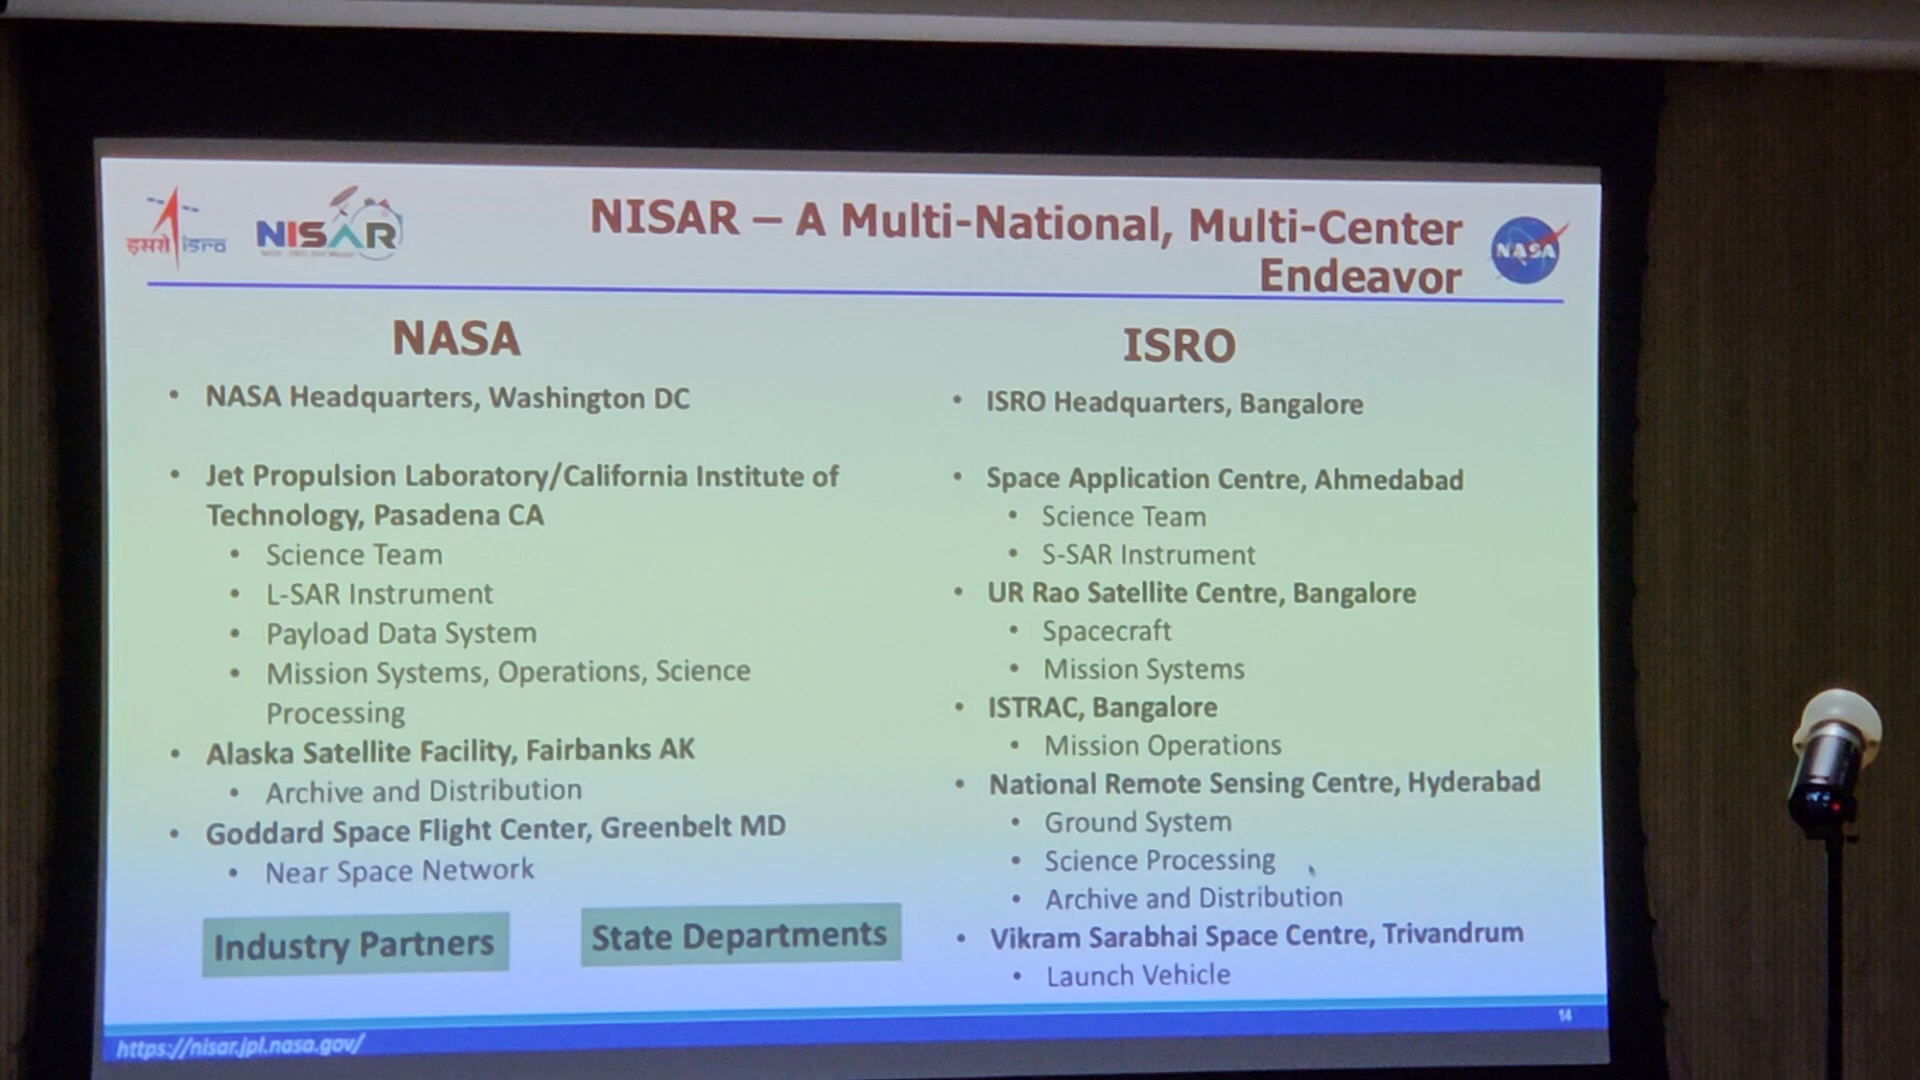 इसरो isro
NISAR
NISAR – A Multi-National, Multi-Center
Endeavor
NASA
NASA
• NASA Headquarters, Washington DC
• Jet Propulsion Laboratory/California Institute of
Technology, Pasadena CA
• Science Team
• L-SAR Instrument
• Payload Data System
• Mission Systems, Operations, Science
Processing
• Alaska Satellite Facility, Fairbanks AK
• Archive and Distribution
• Goddard Space Flight Center, Greenbelt MD
• Near Space Network
Industry Partners
State Departments
ISRO
• ISRO Headquarters, Bangalore
• Space Application Centre, Ahmedabad
• Science Team
• S-SAR Instrument
• UR Rao Satellite Centre, Bangalore
• Spacecraft
• Mission Systems
• ISTRAC, Bangalore
• Mission Operations
• National Remote Sensing Centre, Hyderabad
• Ground System
• Science Processing
• Archive and Distribution
• Vikram Sarabhai Space Centre, Trivandrum
• Launch Vehicle
14
https://nisar.jpl.nasa.gov/